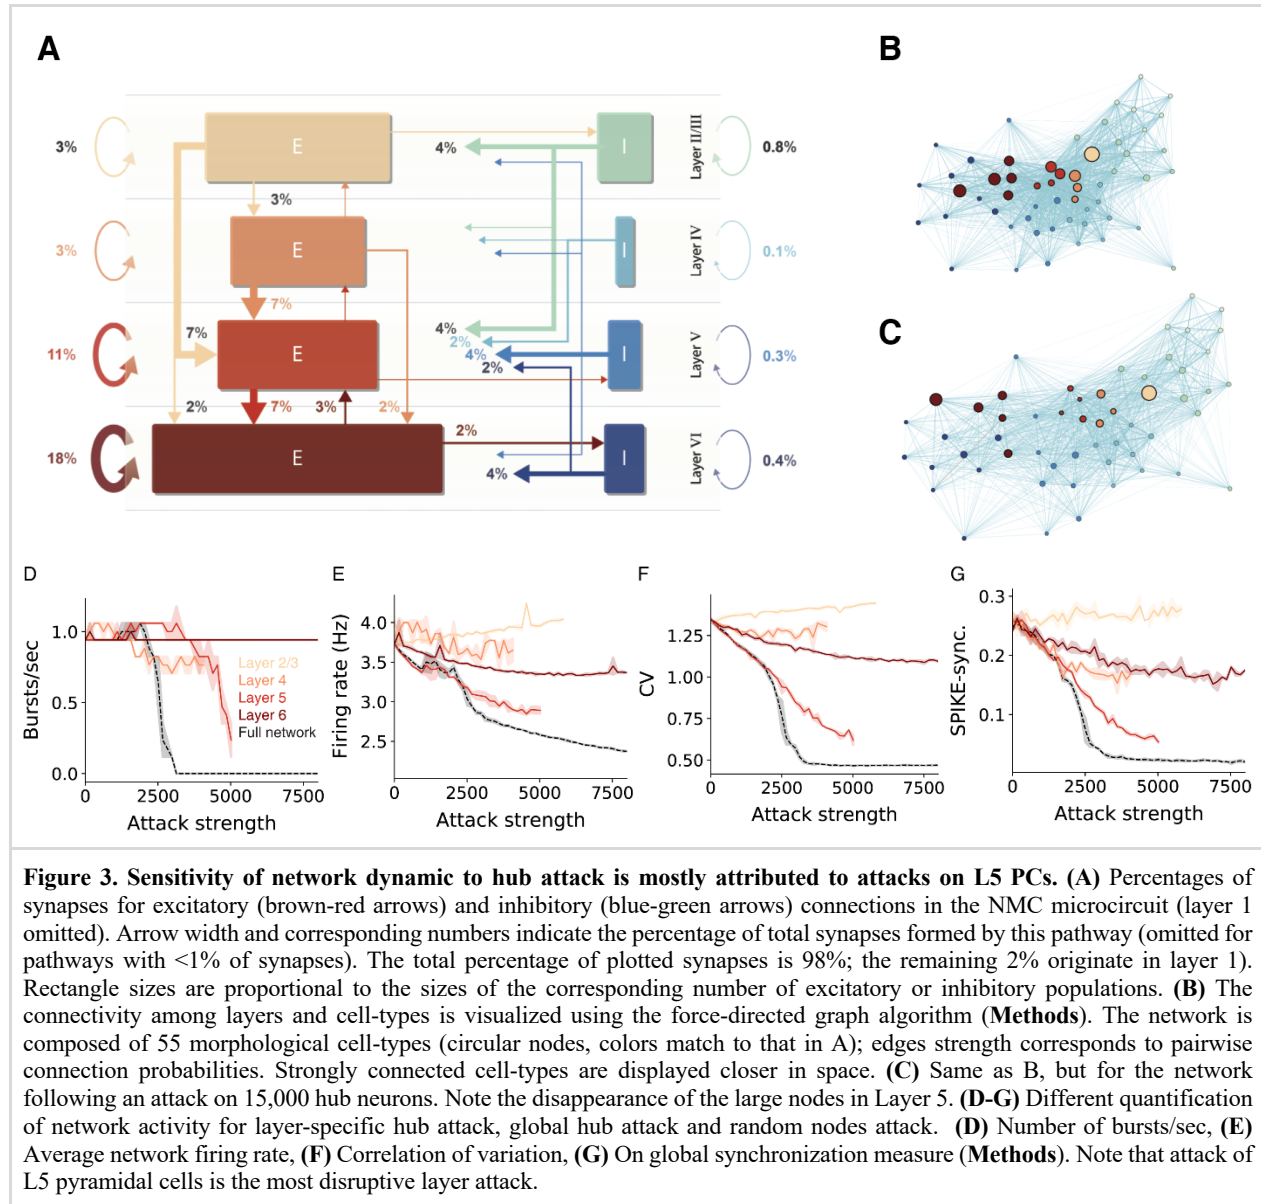 A
B
3%
E
4%
I
Layer II/III
0.8%
3%
3%
E
I
Layer IV
0.1%
7%
7%
4%
2%
11%
E
4%
I
Layer V
0.3%
2%
C
2%
7%
3%
2%
2%
18%
E
4%
I
Layer VI
0.4%
D
Bursts/sec
1.0
0.5
0.0
Layer 2/3
Layer 4
Layer 5
Layer 6
Full network
0 2500 5000 7500
Attack strength
E
Firing rate (Hz)
4.0
3.5
3.0
2.5
0 2500 5000 7500
Attack strength
F
CV
1.25
1.00
0.75
0.50
0 2500 5000 7500
Attack strength
G
SPIKE-sync.
0.3
0.2
0.1
0 2500 5000 7500
Attack strength
Figure 3. Sensitivity of network dynamic to hub attack is mostly attributed to attacks on L5 PCs. (A) Percentages of
synapses for excitatory (brown-red arrows) and inhibitory (blue-green arrows) connections in the NMC microcircuit (layer 1
omitted). Arrow width and corresponding numbers indicate the percentage of total synapses formed by this pathway (omitted for
pathways with <1% of synapses). The total percentage of plotted synapses is 98%; the remaining 2% originate in layer 1).
Rectangle sizes are proportional to the sizes of the corresponding number of excitatory or inhibitory populations. (B) The
connectivity among layers and cell-types is visualized using the force-directed graph algorithm (Methods). The network is
composed of 55 morphological cell-types (circular nodes, colors match to that in A); edges strength corresponds to pairwise
connection probabilities. Strongly connected cell-types are displayed closer in space. (C) Same as B, but for the network
following an attack on 15,000 hub neurons. Note the disappearance of the large nodes in Layer 5. (D-G) Different quantification
of network activity for layer-specific hub attack, global hub attack and random nodes attack. (D) Number of bursts/sec, (E)
Average network firing rate, (F) Correlation of variation, (G) On global synchronization measure (Methods). Note that attack of
L5 pyramidal cells is the most disruptive layer attack.